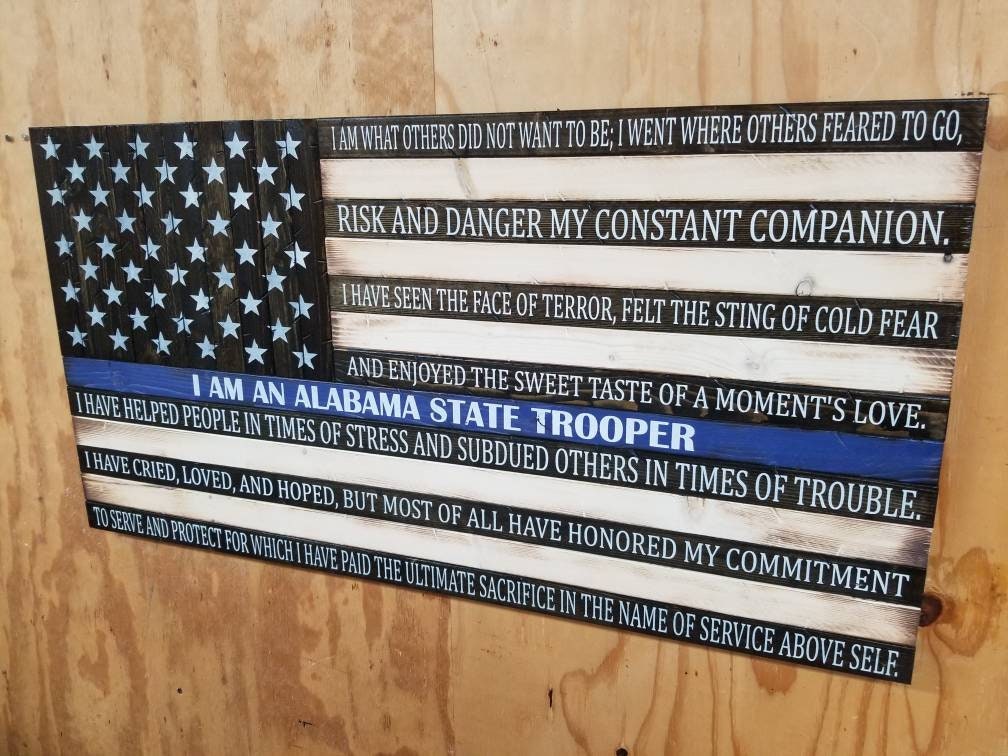 I AM WHAT OTHERS DID NOT WANT TO BE; I WENT WHERE OTHERS FEARED TO GO,
RISK AND DANGER MY CONSTANT COMPANION.
I HAVE SEEN THE FACE OF TERROR, FELT THE STING OF COLD FEAR
AND ENJOYED THE SWEET TASTE OF A MOMENT'S LOVE.
I AM AN ALABAMA STATE TROOPER
I HAVE HELPED PEOPLE IN TIMES OF STRESS AND SUBDUED OTHERS IN TIMES OF TROUBLE.
I HAVE CRIED, LOVED, AND HOPED, BUT MOST OF ALL HAVE HONORED MY COMMITMENT
TO SERVE AND PROTECT FOR WHICH I HAVE PAID THE ULTIMATE SACRIFICE IN THE NAME OF SERVICE ABOVE SELF.